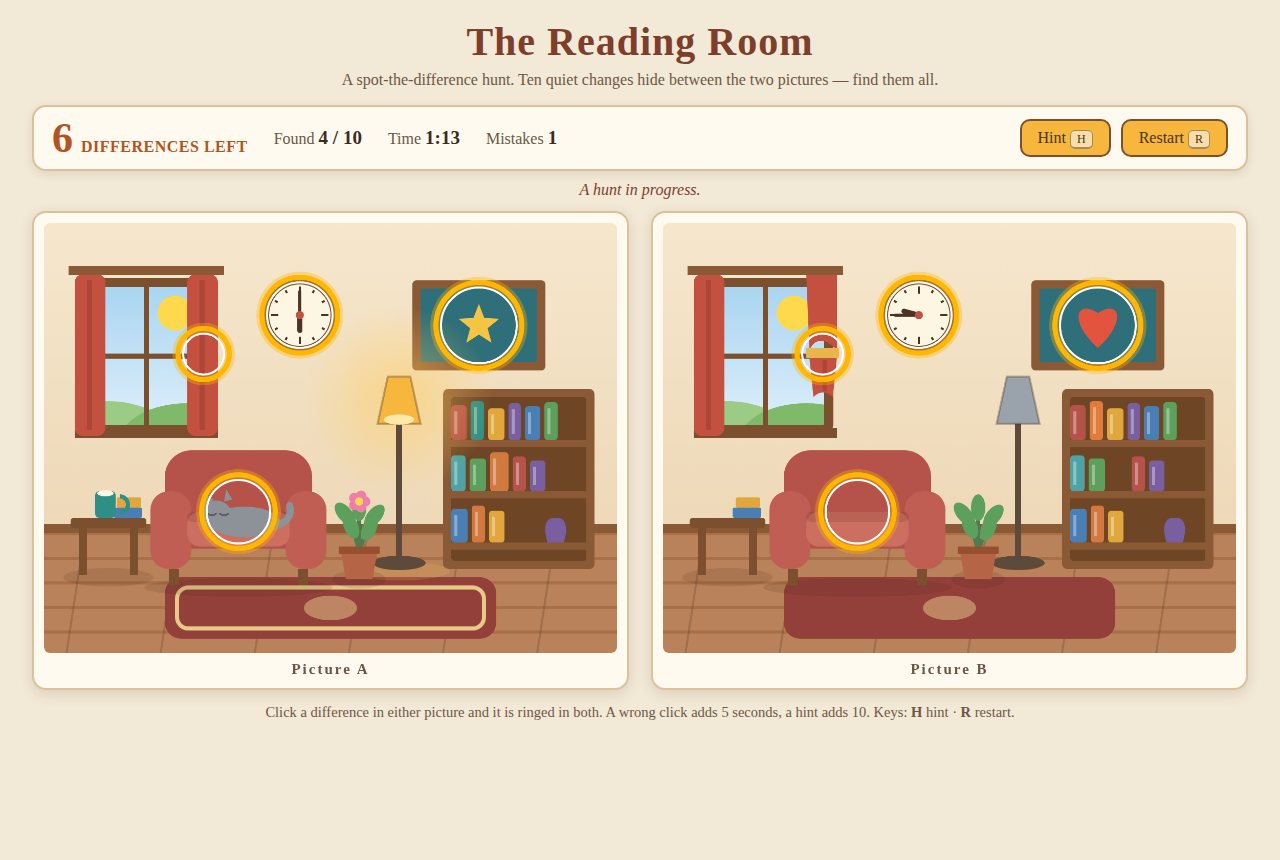 The Reading Room
A spot-the-difference hunt. Ten quiet changes hide between the two pictures — find them all.
6 DIFFERENCES LEFT Found 4 / 10 Time 1:13 Mistakes 1 Hint H Restart R
A hunt in progress.
Picture A
Picture B
Click a difference in either picture and it is ringed in both. A wrong click adds 5 seconds, a hint adds 10. Keys: H hint · R restart.